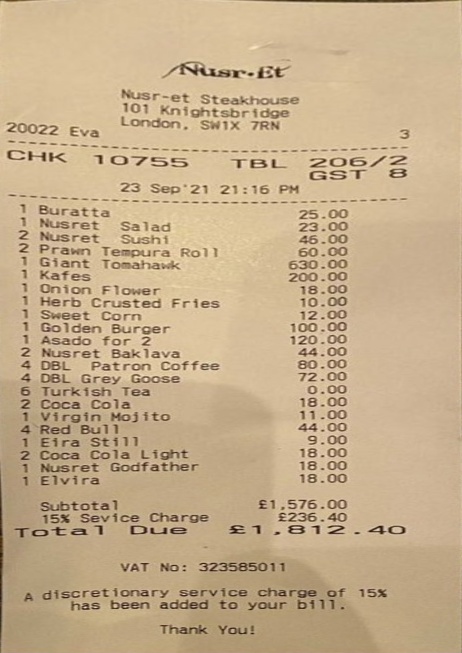 Nusr-Et
Nusr-et Steakhouse
101 Knightsbridge
London, SW1X 7RN
20022 Eva 3
CHK 10755 TBL 206/2
GST 8
23 Sep'21 21:16 PM
1 Buratta 25.00
1 Nusret Salad 23.00
2 Nusret Sushi 46.00
2 Prawn Tempura Roll 60.00
1 Giant Tomahawk 630.00
1 Kafes 200.00
1 Onion Flower 18.00
1 Herb Crusted Fries 10.00
1 Sweet Corn 12.00
1 Golden Burger 100.00
1 Asado for 2 120.00
2 Nusret Baklava 44.00
4 DBL Patron Coffee 80.00
4 DBL Grey Goose 72.00
6 Turkish Tea 0.00
2 Coca Cola 18.00
1 Virgin Mojito 11.00
4 Red Bull 44.00
1 Eira Still 9.00
2 Coca Cola Light 18.00
1 Nusret Godfather 18.00
1 Elvira 18.00
Subtotal £1,576.00
15% Sevice Charge £236.40
Total Due £1,812.40
VAT No: 323585011
A discretionary service charge of 15%
has been added to your bill.
Thank You!